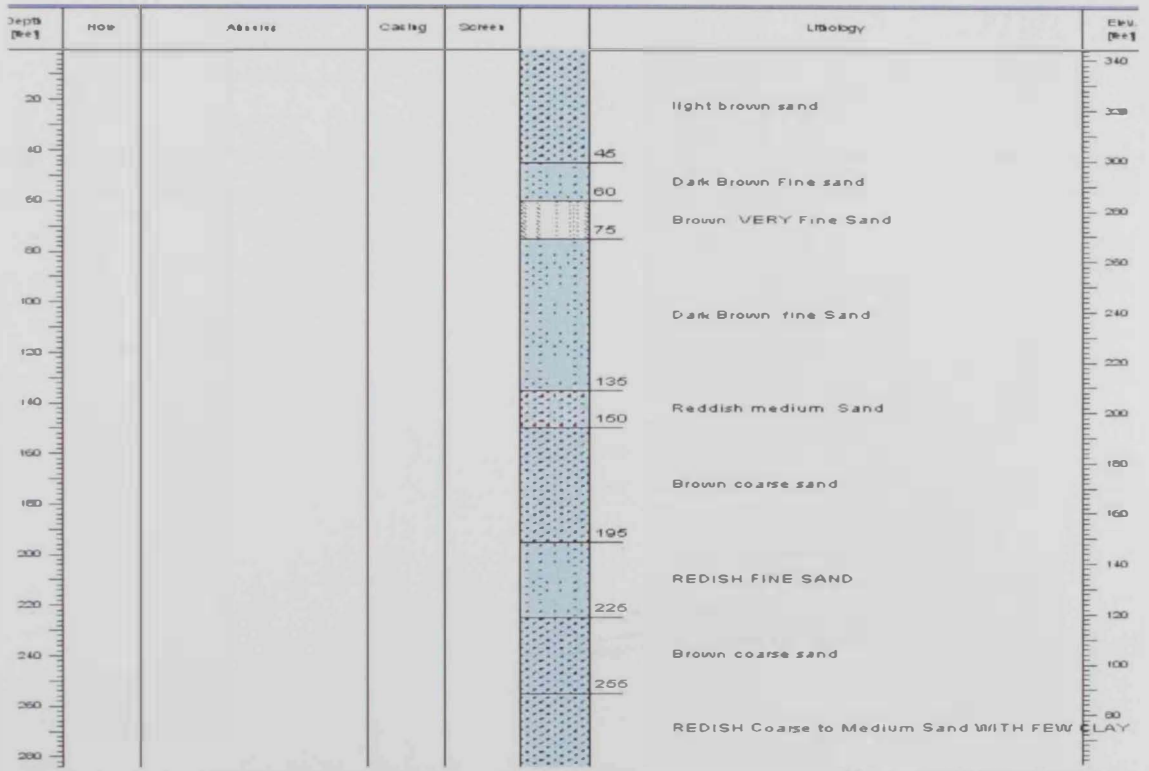 Depth Hole Annulus Casing Screen Lithology Elev.
[feet] [feet]
340
20 light brown sand 320
40 45 300
Dark Brown Fine sand
60 60 280
Brown VERY Fine Sand
75
80 260
100 240
Dark Brown fine Sand
120 220
135
140 Reddish medium Sand 200
150
160 180
Brown coarse sand
180 160
195
200 140
REDISH FINE SAND
220 225 120
240 Brown coarse sand 100
255
260 80
REDISH Coarse to Medium Sand WITH FEW CLAY
280